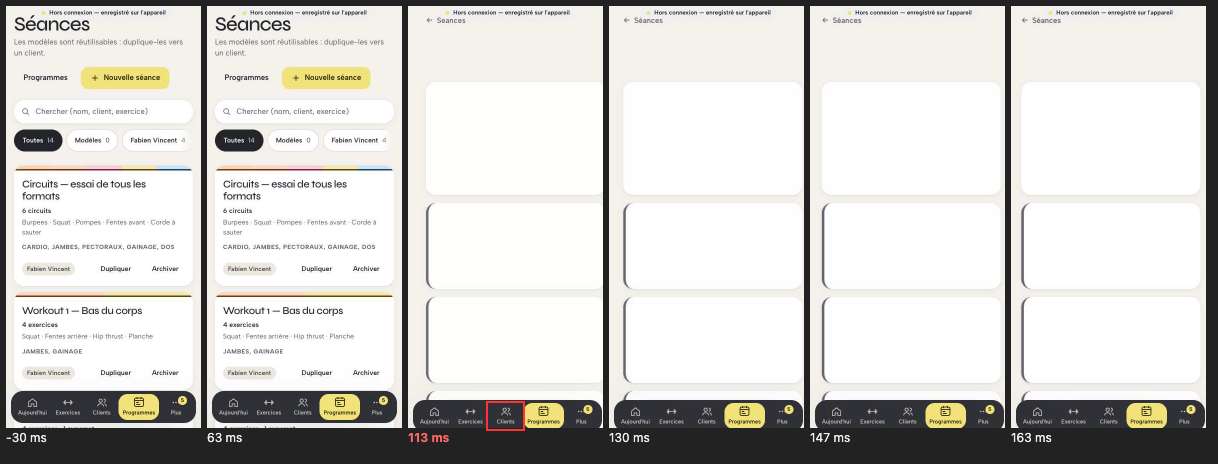 Hors connexion — enregistré sur l'appareil
Séances
Les modèles sont réutilisables : duplique-les vers
un client.
Programmes
+ Nouvelle séance
Chercher (nom, client, exercice)
Toutes 14
Modèles 0
Fabien Vincent 4
Circuits — essai de tous les
formats
6 circuits
Burpees · Squat · Pompes · Fentes avant · Corde à
sauter
CARDIO, JAMBES, PECTORAUX, GAINAGE, DOS
Fabien Vincent
Dupliquer
Archiver
Workout 1 — Bas du corps
4 exercices
Squat · Fentes arrière · Hip thrust · Planche
JAMBES, GAINAGE
Fabien Vincent
Dupliquer
Archiver
Aujourd'hui
Exercices
Clients
Programmes
5
Plus
-30 ms
Hors connexion — enregistré sur l'appareil
Séances
Les modèles sont réutilisables : duplique-les vers
un client.
Programmes
+ Nouvelle séance
Chercher (nom, client, exercice)
Toutes 14
Modèles 0
Fabien Vincent 4
Circuits — essai de tous les
formats
6 circuits
Burpees · Squat · Pompes · Fentes avant · Corde à
sauter
CARDIO, JAMBES, PECTORAUX, GAINAGE, DOS
Fabien Vincent
Dupliquer
Archiver
Workout 1 — Bas du corps
4 exercices
Squat · Fentes arrière · Hip thrust · Planche
JAMBES, GAINAGE
Fabien Vincent
Dupliquer
Archiver
Aujourd'hui
Exercices
Clients
Programmes
5
Plus
63 ms
Hors connexion — enregistré sur l'appareil
← Séances
Aujourd'hui
Exercices
Clients
Programmes
5
Plus
113 ms
Hors connexion — enregistré sur l'appareil
← Séances
Aujourd'hui
Exercices
Clients
Programmes
5
Plus
130 ms
Hors connexion — enregistré sur l'appareil
← Séances
Aujourd'hui
Exercices
Clients
Programmes
5
Plus
147 ms
Hors connexion — enregistré sur l'appareil
← Séances
Aujourd'hui
Exercices
Clients
Programmes
5
Plus
163 ms